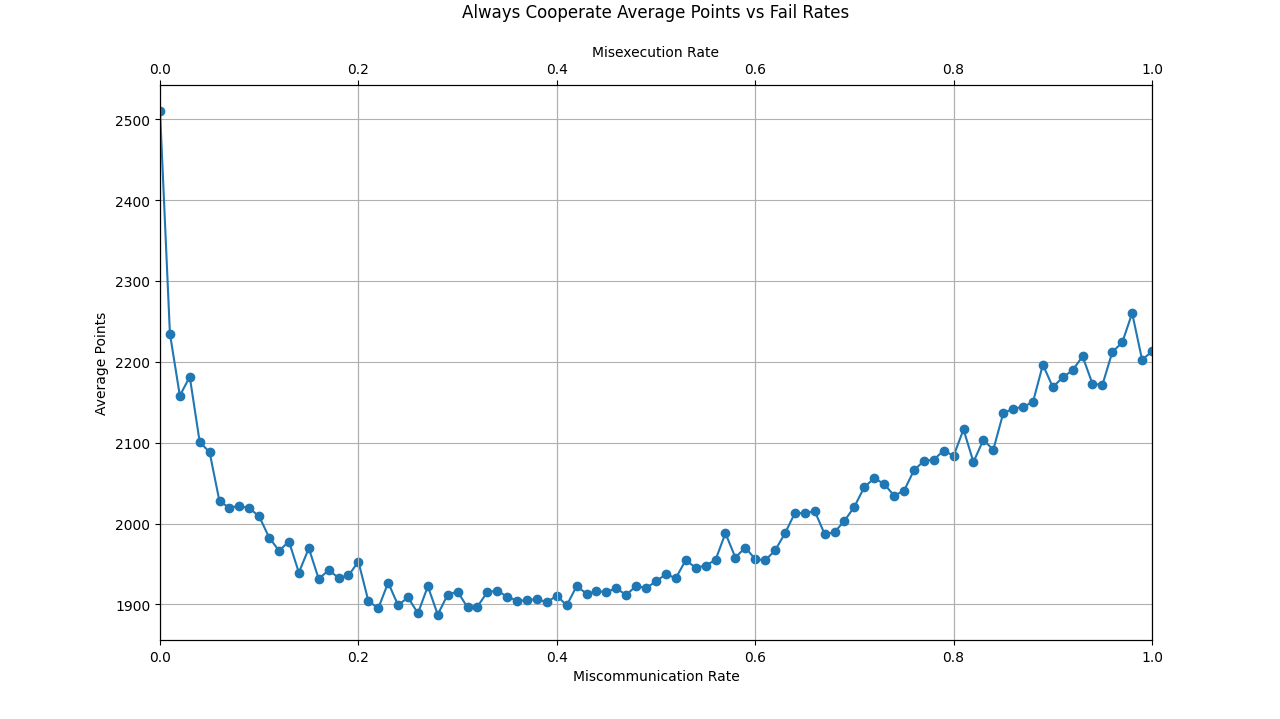 Always Cooperate Average Points vs Fail Rates
Misexecution Rate
0.0 0.2 0.4 0.6 0.8 1.0
2500
2400
2300
2200
2100
2000
1900
Average Points
0.0 0.2 0.4 0.6 0.8 1.0
Miscommunication Rate